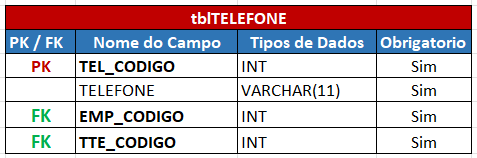 tblTELEFONE
PK / FK Nome do Campo Tipos de Dados Obrigatorio
PK TEL_CODIGO INT Sim
TELEFONE VARCHAR(11) Sim
FK EMP_CODIGO INT Sim
FK TTE_CODIGO INT Sim